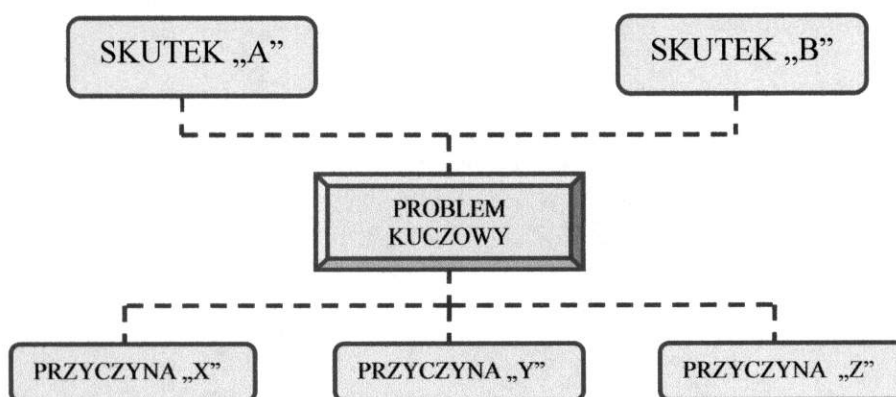 SKUTEK „A”
SKUTEK „B”
PROBLEM
KUCZOWY
PRZYCZYNA „X”
PRZYCZYNA „Y”
PRZYCZYNA „Z”